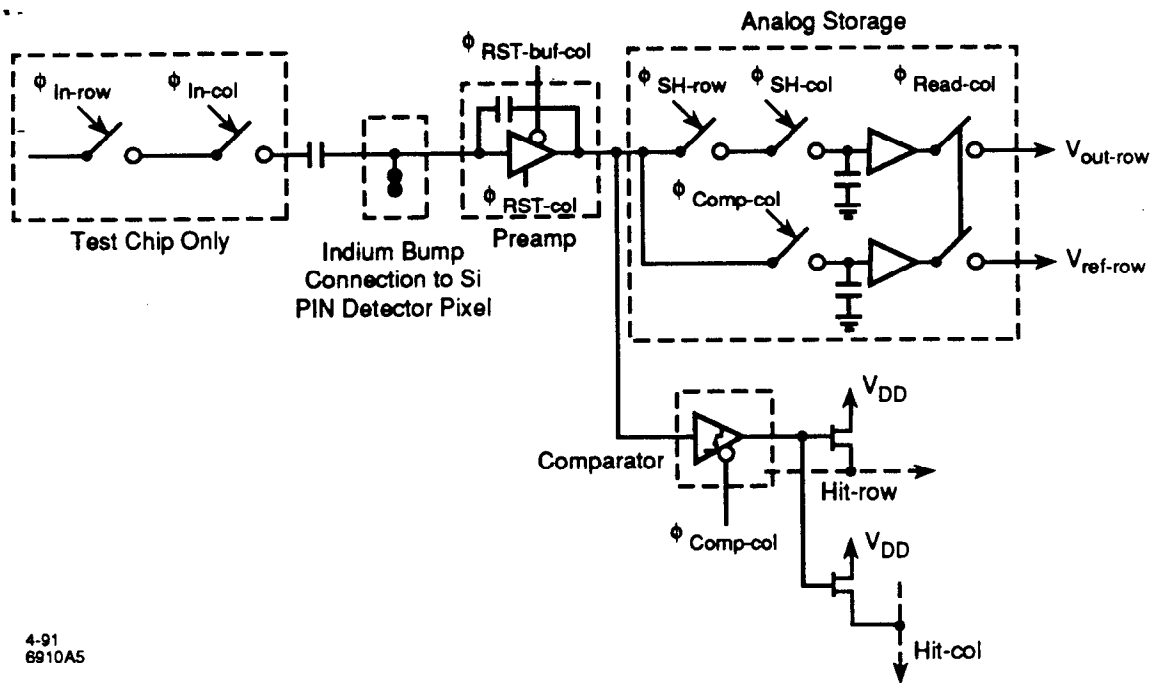 Analog Storage
ϕ RST-buf-col
ϕ In-row
ϕ In-col
ϕ SH-row
ϕ SH-col
ϕ Read-col
V out-row
ϕ RST-col
ϕ Comp-col
Test Chip Only
Preamp
Indium Bump
Connection to Si
PIN Detector Pixel
V ref-row
V DD
Comparator
Hit-row
ϕ Comp-col
V DD
4-91
6910A5
Hit-col